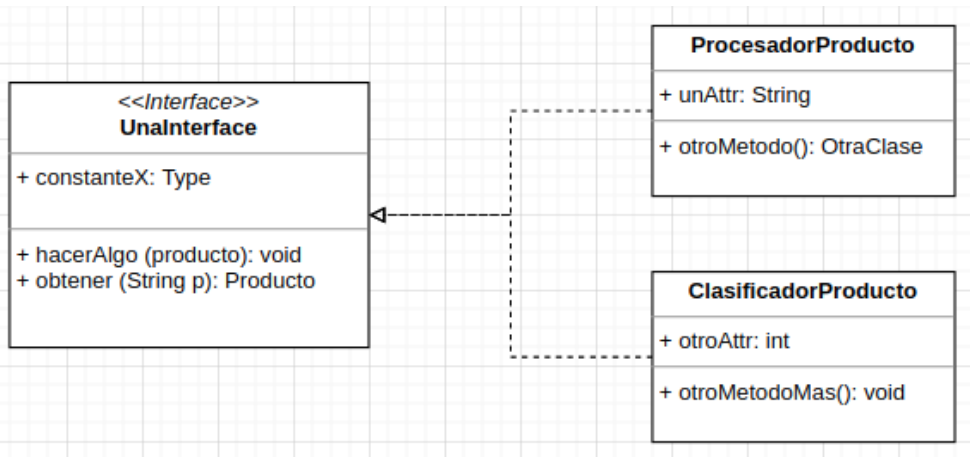 <<Interface>>
UnaInterface
+ constanteX: Type
+ hacerAlgo (producto): void
+ obtener (String p): Producto
ProcesadorProducto
+ unAttr: String
+ otroMetodo(): OtraClase
ClasificadorProducto
+ otroAttr: int
+ otroMetodoMas(): void